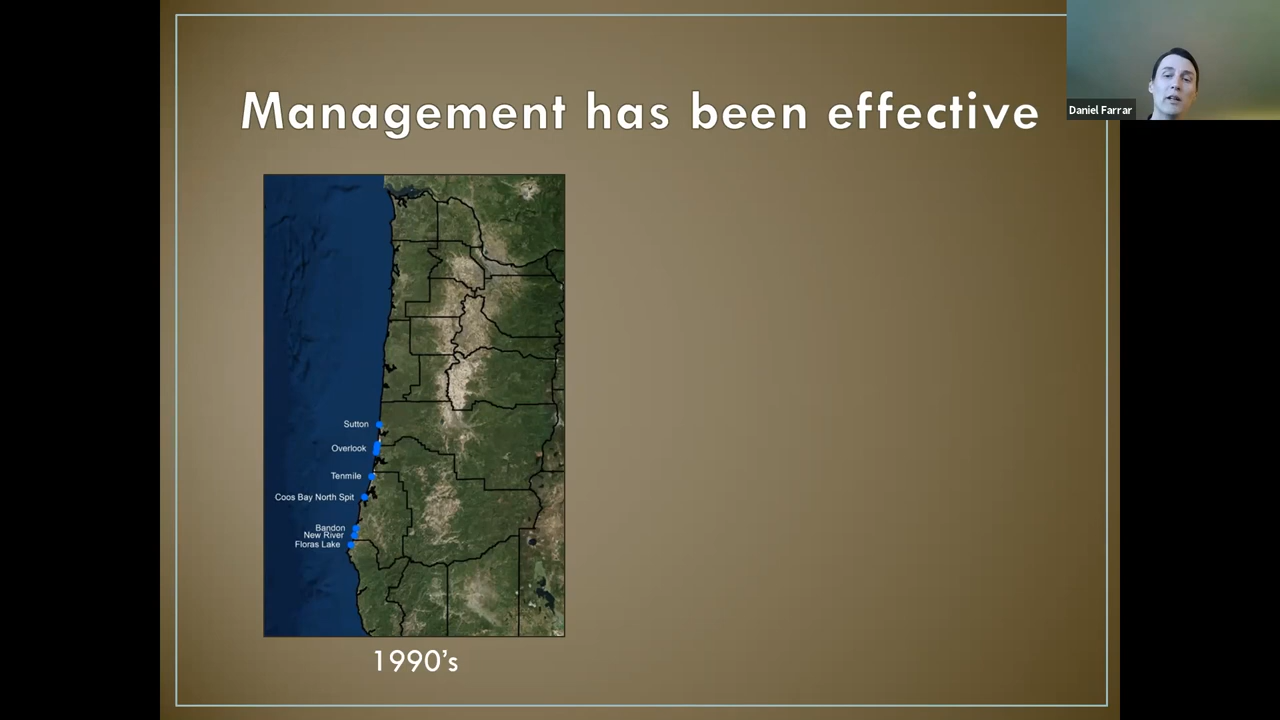 Management has been effective
Daniel Farrar
Sutton
Overlook
Tenmile
Coos Bay North Spit
Bandon
New River
Floras Lake
1990's